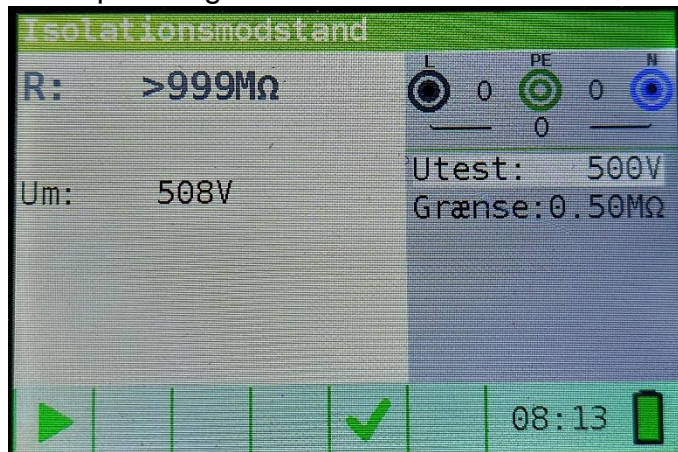 Isolationsmodstand
R: >999MΩ
L PE N
0 0
0
Um: 508V
Utest: 500V
Grænse:0.50MΩ
08:13